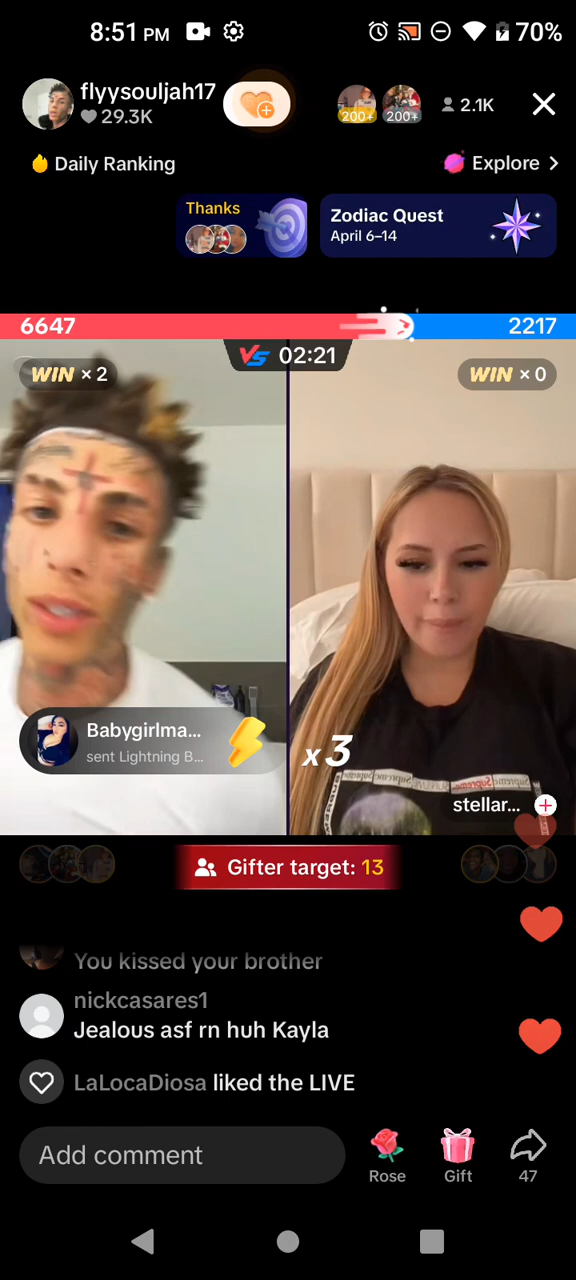 8:51 PM
70%
flyysouljah17
29.3K
200+
200+
2.1K
Daily Ranking
Explore >
Thanks
Zodiac Quest
April 6–14
6647
2217
VS 02:21
WIN × 2
WIN × 0
Babygirlma...
sent Lightning B...
x3
Supreme
stellar...
Gifter target: 13
You kissed your brother
nickcasares1
Jealous asf rn huh Kayla
LaLocaDiosa liked the LIVE
Add comment
Rose
Gift
47